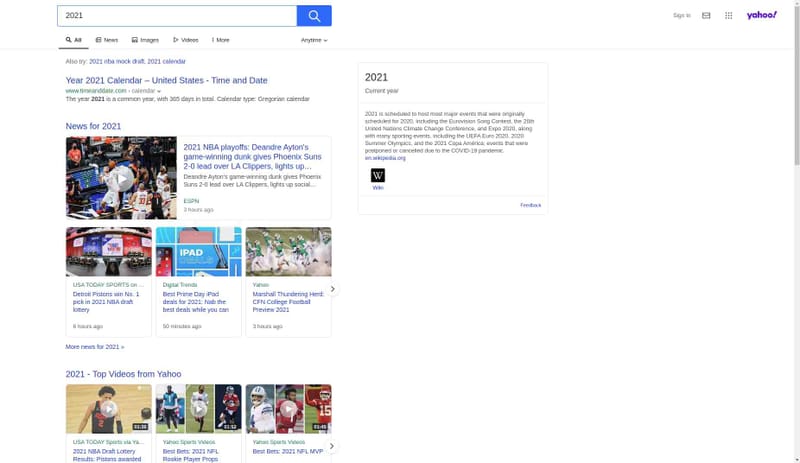 2021
Sign in
yahoo!
All
News
Images
Videos
More
Anytime
Also try: 2021 nba mock draft, 2021 calendar
Year 2021 Calendar – United States - Time and Date
www.timeanddate.com › calendar
The year 2021 is a common year, with 365 days in total. Calendar type: Gregorian calendar
News for 2021
2021 NBA playoffs: Deandre Ayton's
game-winning dunk gives Phoenix Suns
2-0 lead over LA Clippers, lights up...
Deandre Ayton's game-winning dunk gives Phoenix
Suns 2-0 lead over LA Clippers, lights up social...
ESPN
3 hours ago
IPAD
DEALS
USA TODAY SPORTS on ...
Detroit Pistons win No. 1
pick in 2021 NBA draft
lottery
6 hours ago
Digital Trends
Best Prime Day iPad
deals for 2021: Nab the
best deals while you can
50 minutes ago
Yahoo
Marshall Thundering Herd:
CFN College Football
Preview 2021
3 hours ago
More news for 2021 »
2021 - Top Videos from Yahoo
01:38
01:52
01:45
USA TODAY Sports via Ya...
2021 NBA Draft Lottery
Results: Pistons awarded
Yahoo Sports Videos
Best Bets: 2021 NFL
Rookie Player Props
Yahoo Sports Videos
Best Bets: 2021 NFL MVP
2021
Current year
2021 is scheduled to host most major events that were originally
scheduled for 2020, including the Eurovision Song Contest, the 26th
United Nations Climate Change Conference, and Expo 2020, along
with many sporting events, including the UEFA Euro 2020, 2020
Summer Olympics, and the 2021 Copa América; events that were
postponed or canceled due to the COVID-19 pandemic.
en.wikipedia.org
W
Wiki
Feedback